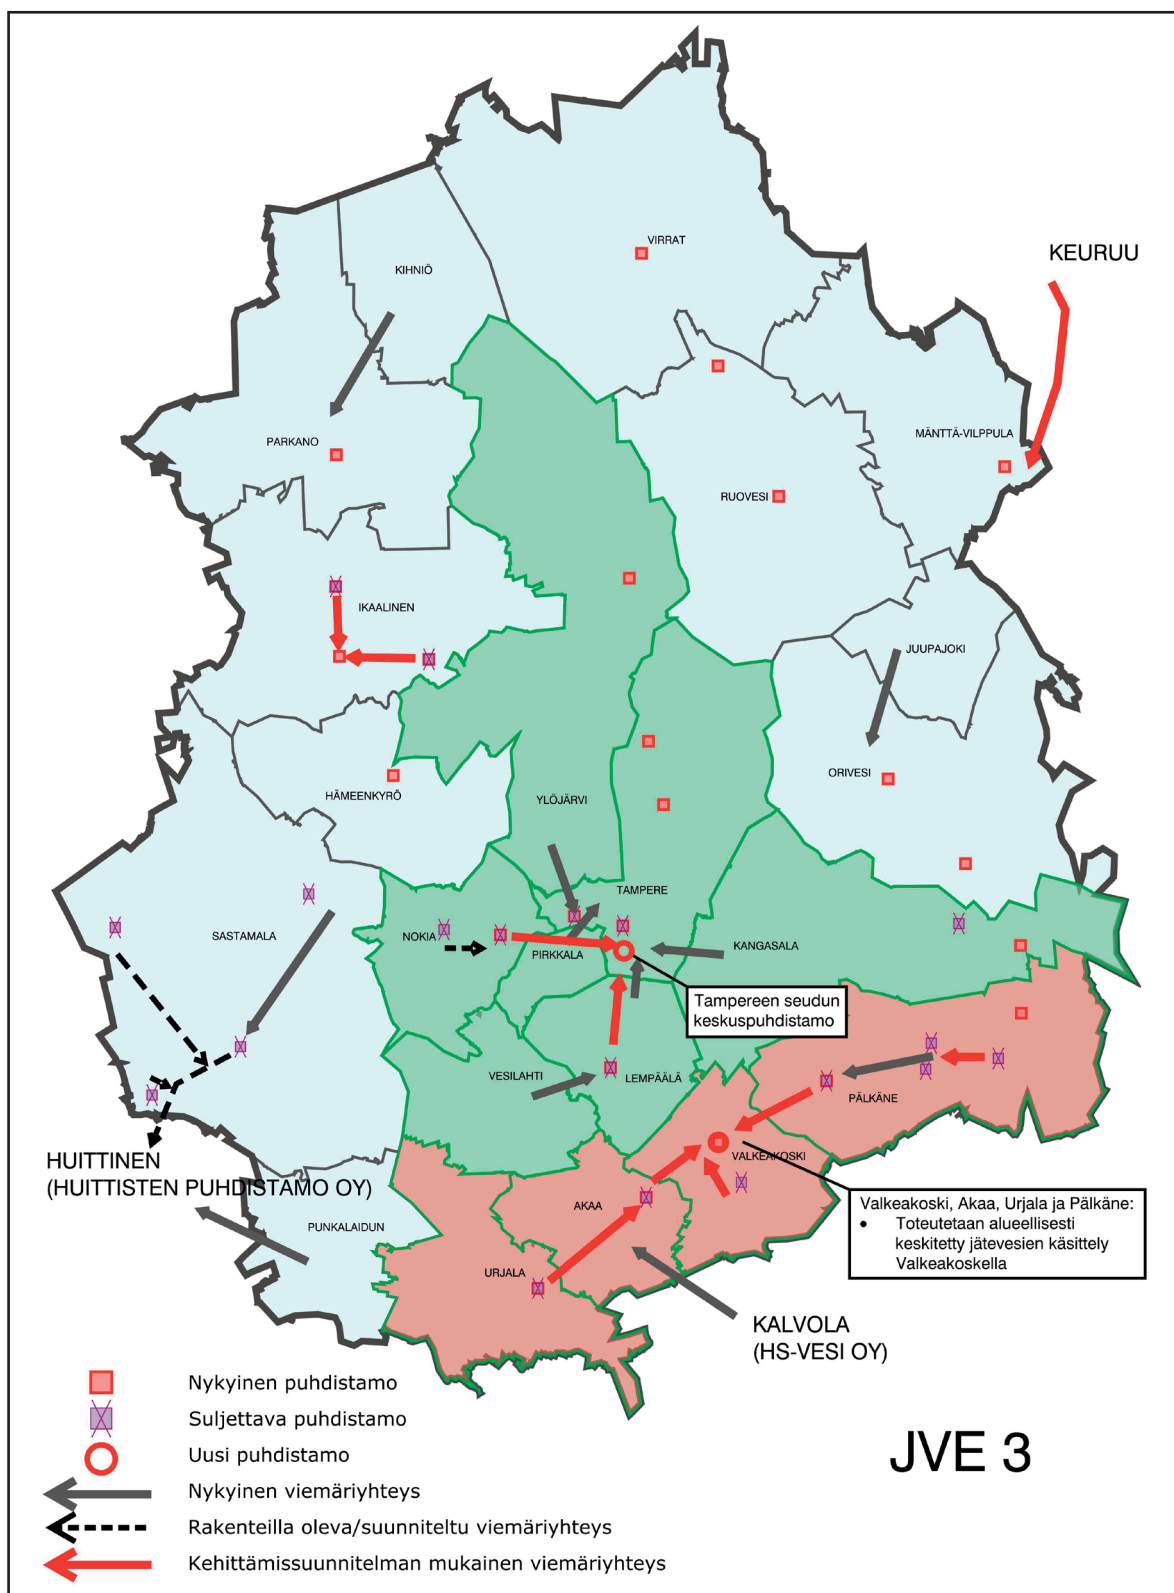 VIRRAT
KEURUU
KIHNIÖ
PARKANO
MÄNTTÄ-VILPPULA
RUOVESI
IKAALINEN
JUUPAJOKI
ORIVESI
HÄMEENKYRÖ
YLÖJÄRVI
TAMPERE
SASTAMALA
NOKIA
PIRKKALA
KANGASALA
Tampereen seudun
keskuspuhdistamo
VESILAHTI
LEMPÄÄLÄ
PÄLKÄNE
HUITTINEN
(HUITTISTEN PUHDISTAMO OY)
VALKEAKOSKI
AKAA
PUNKALAIDUN
Valkeakoski, Akaa, Urjala ja Pälkäne:
• Toteutetaan alueellisesti
keskitetty jätevesien käsittely
Valkeakoskella
URJALA
KALVOLA
(HS-VESI OY)
Nykyinen puhdistamo
Suljettava puhdistamo
Uusi puhdistamo
Nykyinen viemäriyhteys
Rakenteilla oleva/suunniteltu viemäriyhteys
Kehittämissuunnitelman mukainen viemäriyhteys
JVE 3